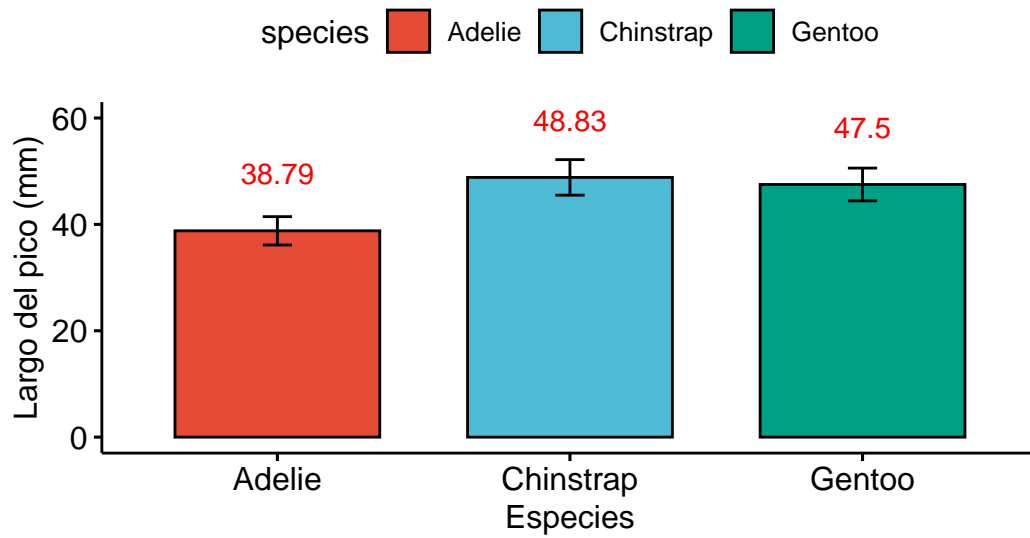 species Adelie Chinstrap Gentoo
Largo del pico (mm)
60
40
20
0
38.79
48.83
47.5
Adelie Chinstrap Gentoo
Especies